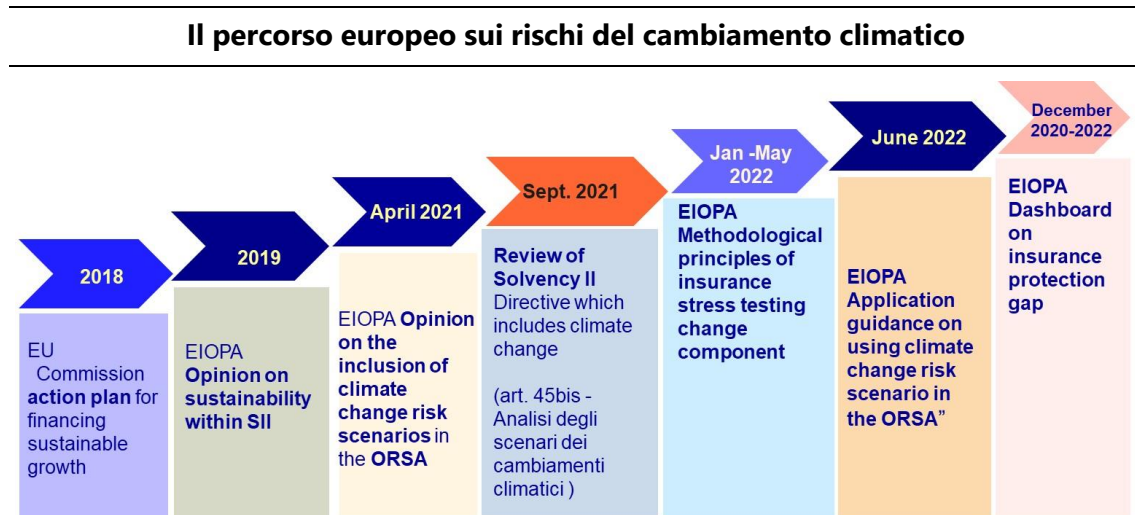 Il percorso europeo sui rischi del cambiamento climatico
2018
EU
Commission
action plan for
financing
sustainable
growth
2019
EIOPA
Opinion on
sustainability
within SII
April 2021
EIOPA Opinion
on the
inclusion of
climate
change risk
scenarios in
the ORSA
Sept. 2021
Review of
Solvency II
Directive which
includes climate
change
(art. 45bis -
Analisi degli
scenari dei
cambiamenti
climatici )
Jan -May
2022
EIOPA
Methodological
principles of
insurance
stress testing
change
component
June 2022
EIOPA
Application
guidance on
using climate
change risk
scenario in
the ORSA”
December
2020-2022
EIOPA
Dashboard
on
insurance
protection
gap